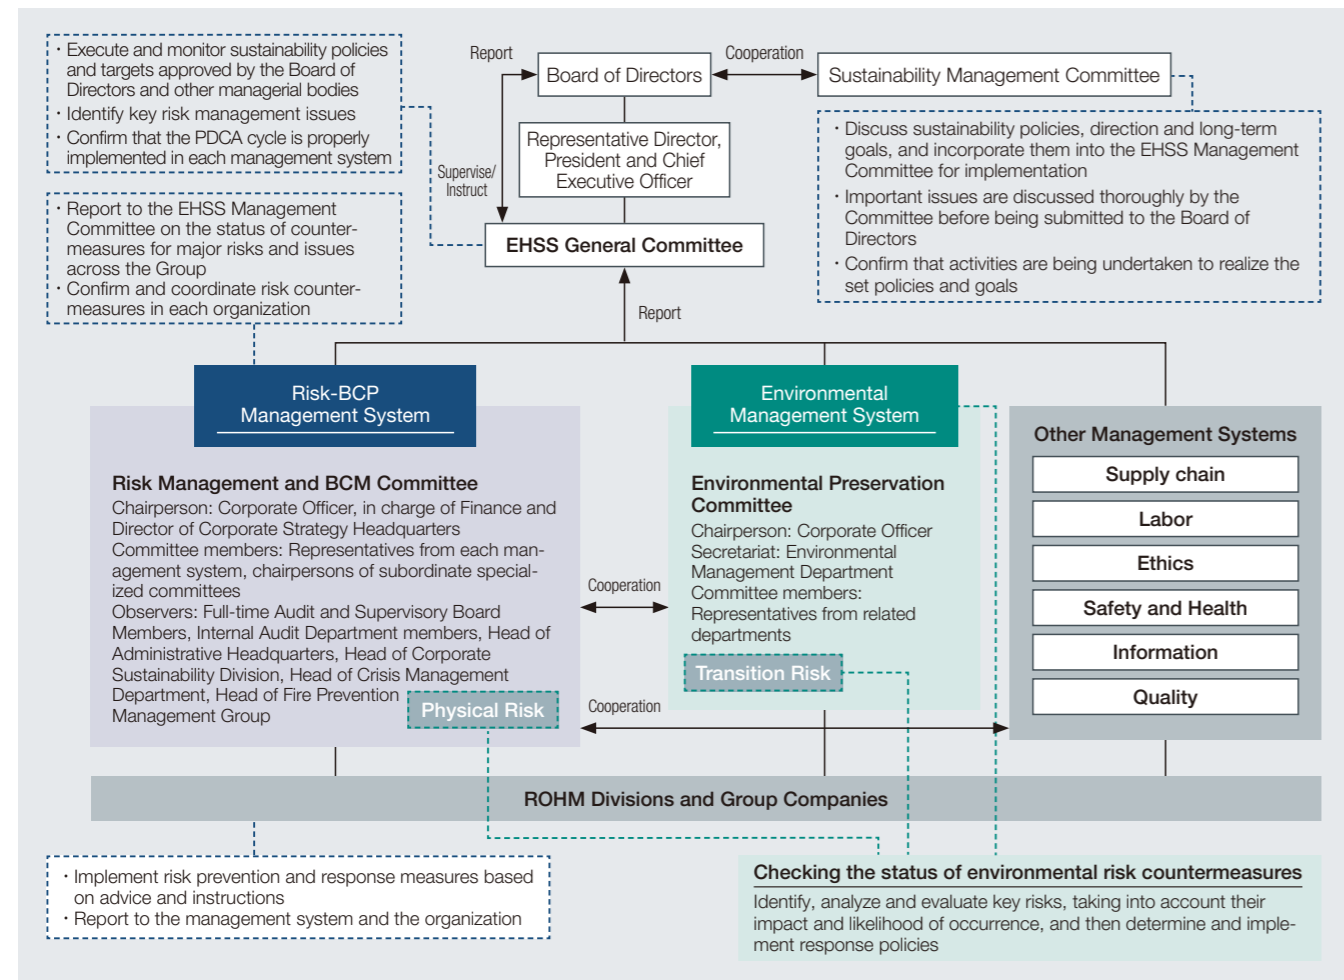 · Execute and monitor sustainability policies
and targets approved by the Board of
Directors and other managerial bodies
· Identify key risk management issues
· Confirm that the PDCA cycle is properly
implemented in each management system
Report
Board of Directors
Cooperation
Sustainability Management Committee
Representative Director,
President and Chief
Executive Officer
Supervise/
Instruct
EHSS General Committee
· Discuss sustainability policies, direction and long-term
goals, and incorporate them into the EHSS Management
Committee for implementation
· Important issues are discussed thoroughly by the
Committee before being submitted to the Board of
Directors
· Confirm that activities are being undertaken to realize the
set policies and goals
· Report to the EHSS Management
Committee on the status of counter-
measures for major risks and issues
across the Group
· Confirm and coordinate risk counter-
measures in each organization
Report
Risk-BCP
Management System
Risk Management and BCM Committee
Chairperson: Corporate Officer, in charge of Finance and
Director of Corporate Strategy Headquarters
Committee members: Representatives from each man-
agement system, chairpersons of subordinate special-
ized committees
Observers: Full-time Audit and Supervisory Board
Members, Internal Audit Department members, Head of
Administrative Headquarters, Head of Corporate
Sustainability Division, Head of Crisis Management
Department, Head of Fire Prevention
Management Group
Physical Risk
Cooperation
Cooperation
Environmental
Management System
Environmental Preservation
Committee
Chairperson: Corporate Officer
Secretariat: Environmental
Management Department
Committee members:
Representatives from related
departments
Transition Risk
Other Management Systems
Supply chain
Labor
Ethics
Safety and Health
Information
Quality
ROHM Divisions and Group Companies
· Implement risk prevention and response measures based
on advice and instructions
· Report to the management system and the organization
Checking the status of environmental risk countermeasures
Identify, analyze and evaluate key risks, taking into account their
impact and likelihood of occurrence, and then determine and imple-
ment response policies